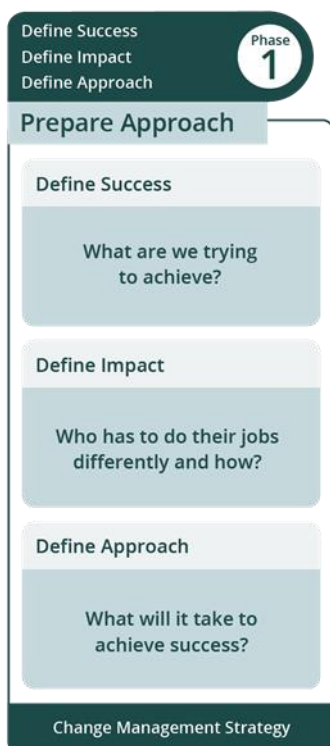 Define Success
Define Impact
Define Approach
Phase
1
Prepare Approach
Define Success
What are we trying
to achieve?
Define Impact
Who has to do their jobs
differently and how?
Define Approach
What will it take to
achieve success?
Change Management Strategy